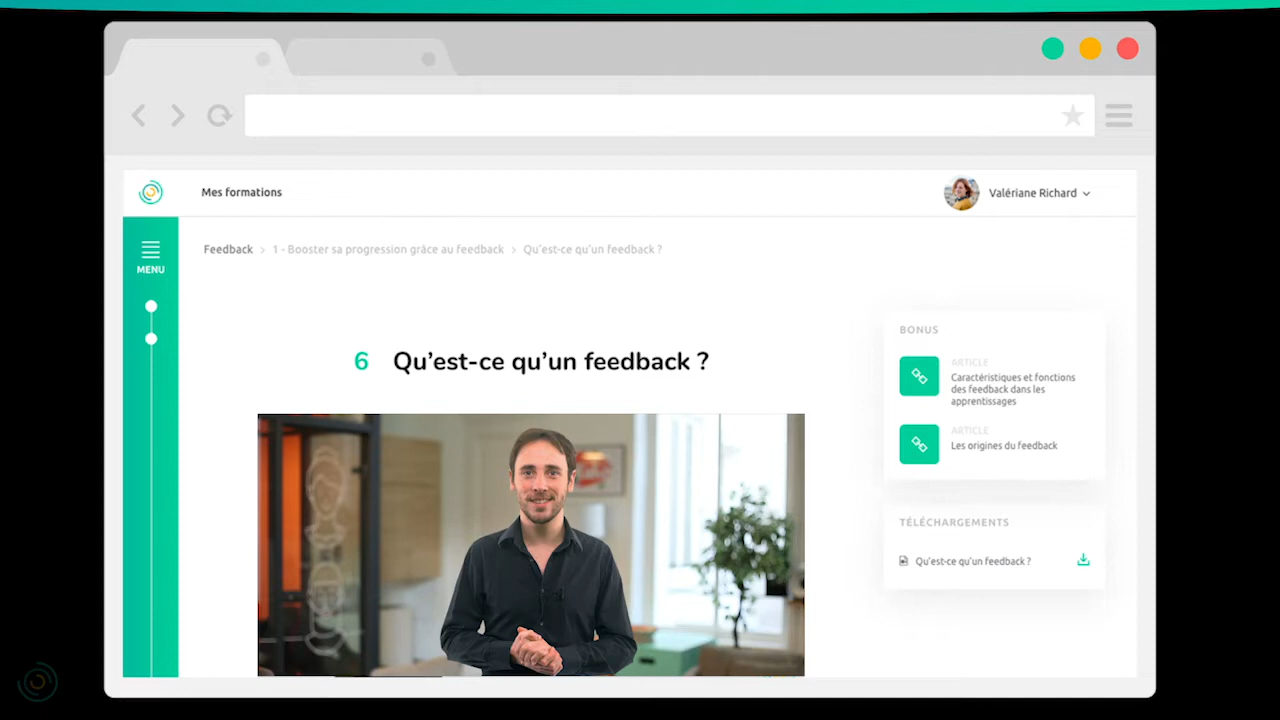 Mes formations
Valériane Richard
MENU
Feedback > 1 - Booster sa progression grâce au feedback > Qu'est-ce qu'un feedback ?
6 Qu'est-ce qu'un feedback ?
BONUS
ARTICLE
Caractéristiques et fonctions
des feedback dans les
apprentissages
ARTICLE
Les origines du feedback
TÉLÉCHARGEMENTS
Qu'est-ce qu'un feedback ?